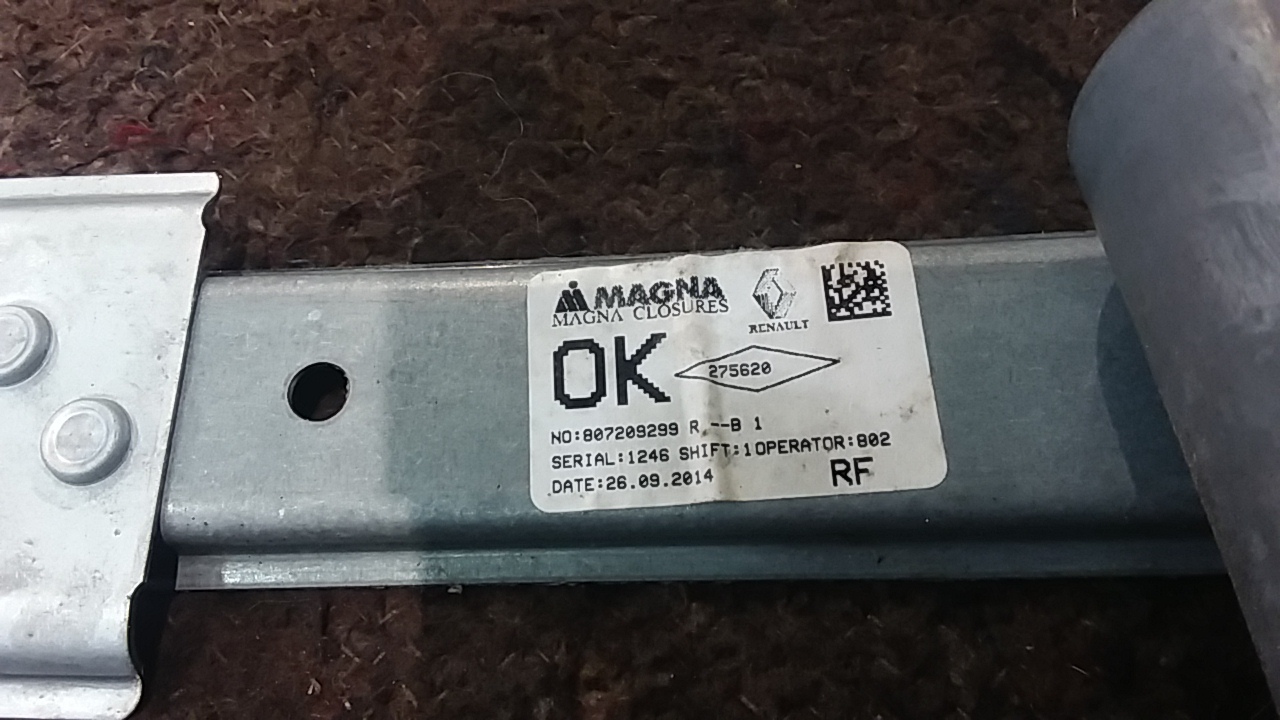 MAGNA
MAGNA CLOSURES
RENAULT
OK
275620
NO:807209299 R --B 1
SERIAL:1246 SHIFT:1OPERATOR:802
DATE:26.09.2014
RF